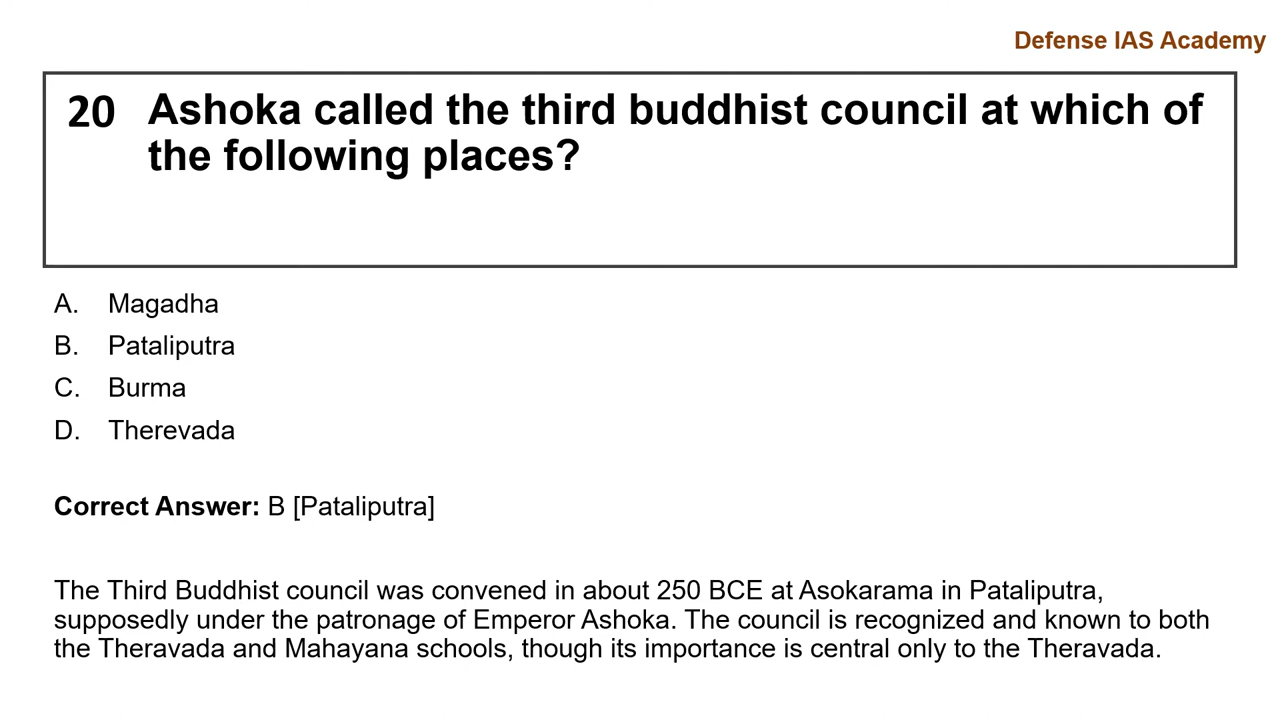 Defense IAS Academy
20 Ashoka called the third buddhist council at which of
the following places?
A. Magadha
B. Pataliputra
C. Burma
D. Therevada
Correct Answer: B [Pataliputra]
The Third Buddhist council was convened in about 250 BCE at Asokarama in Pataliputra,
supposedly under the patronage of Emperor Ashoka. The council is recognized and known to both
the Theravada and Mahayana schools, though its importance is central only to the Theravada.